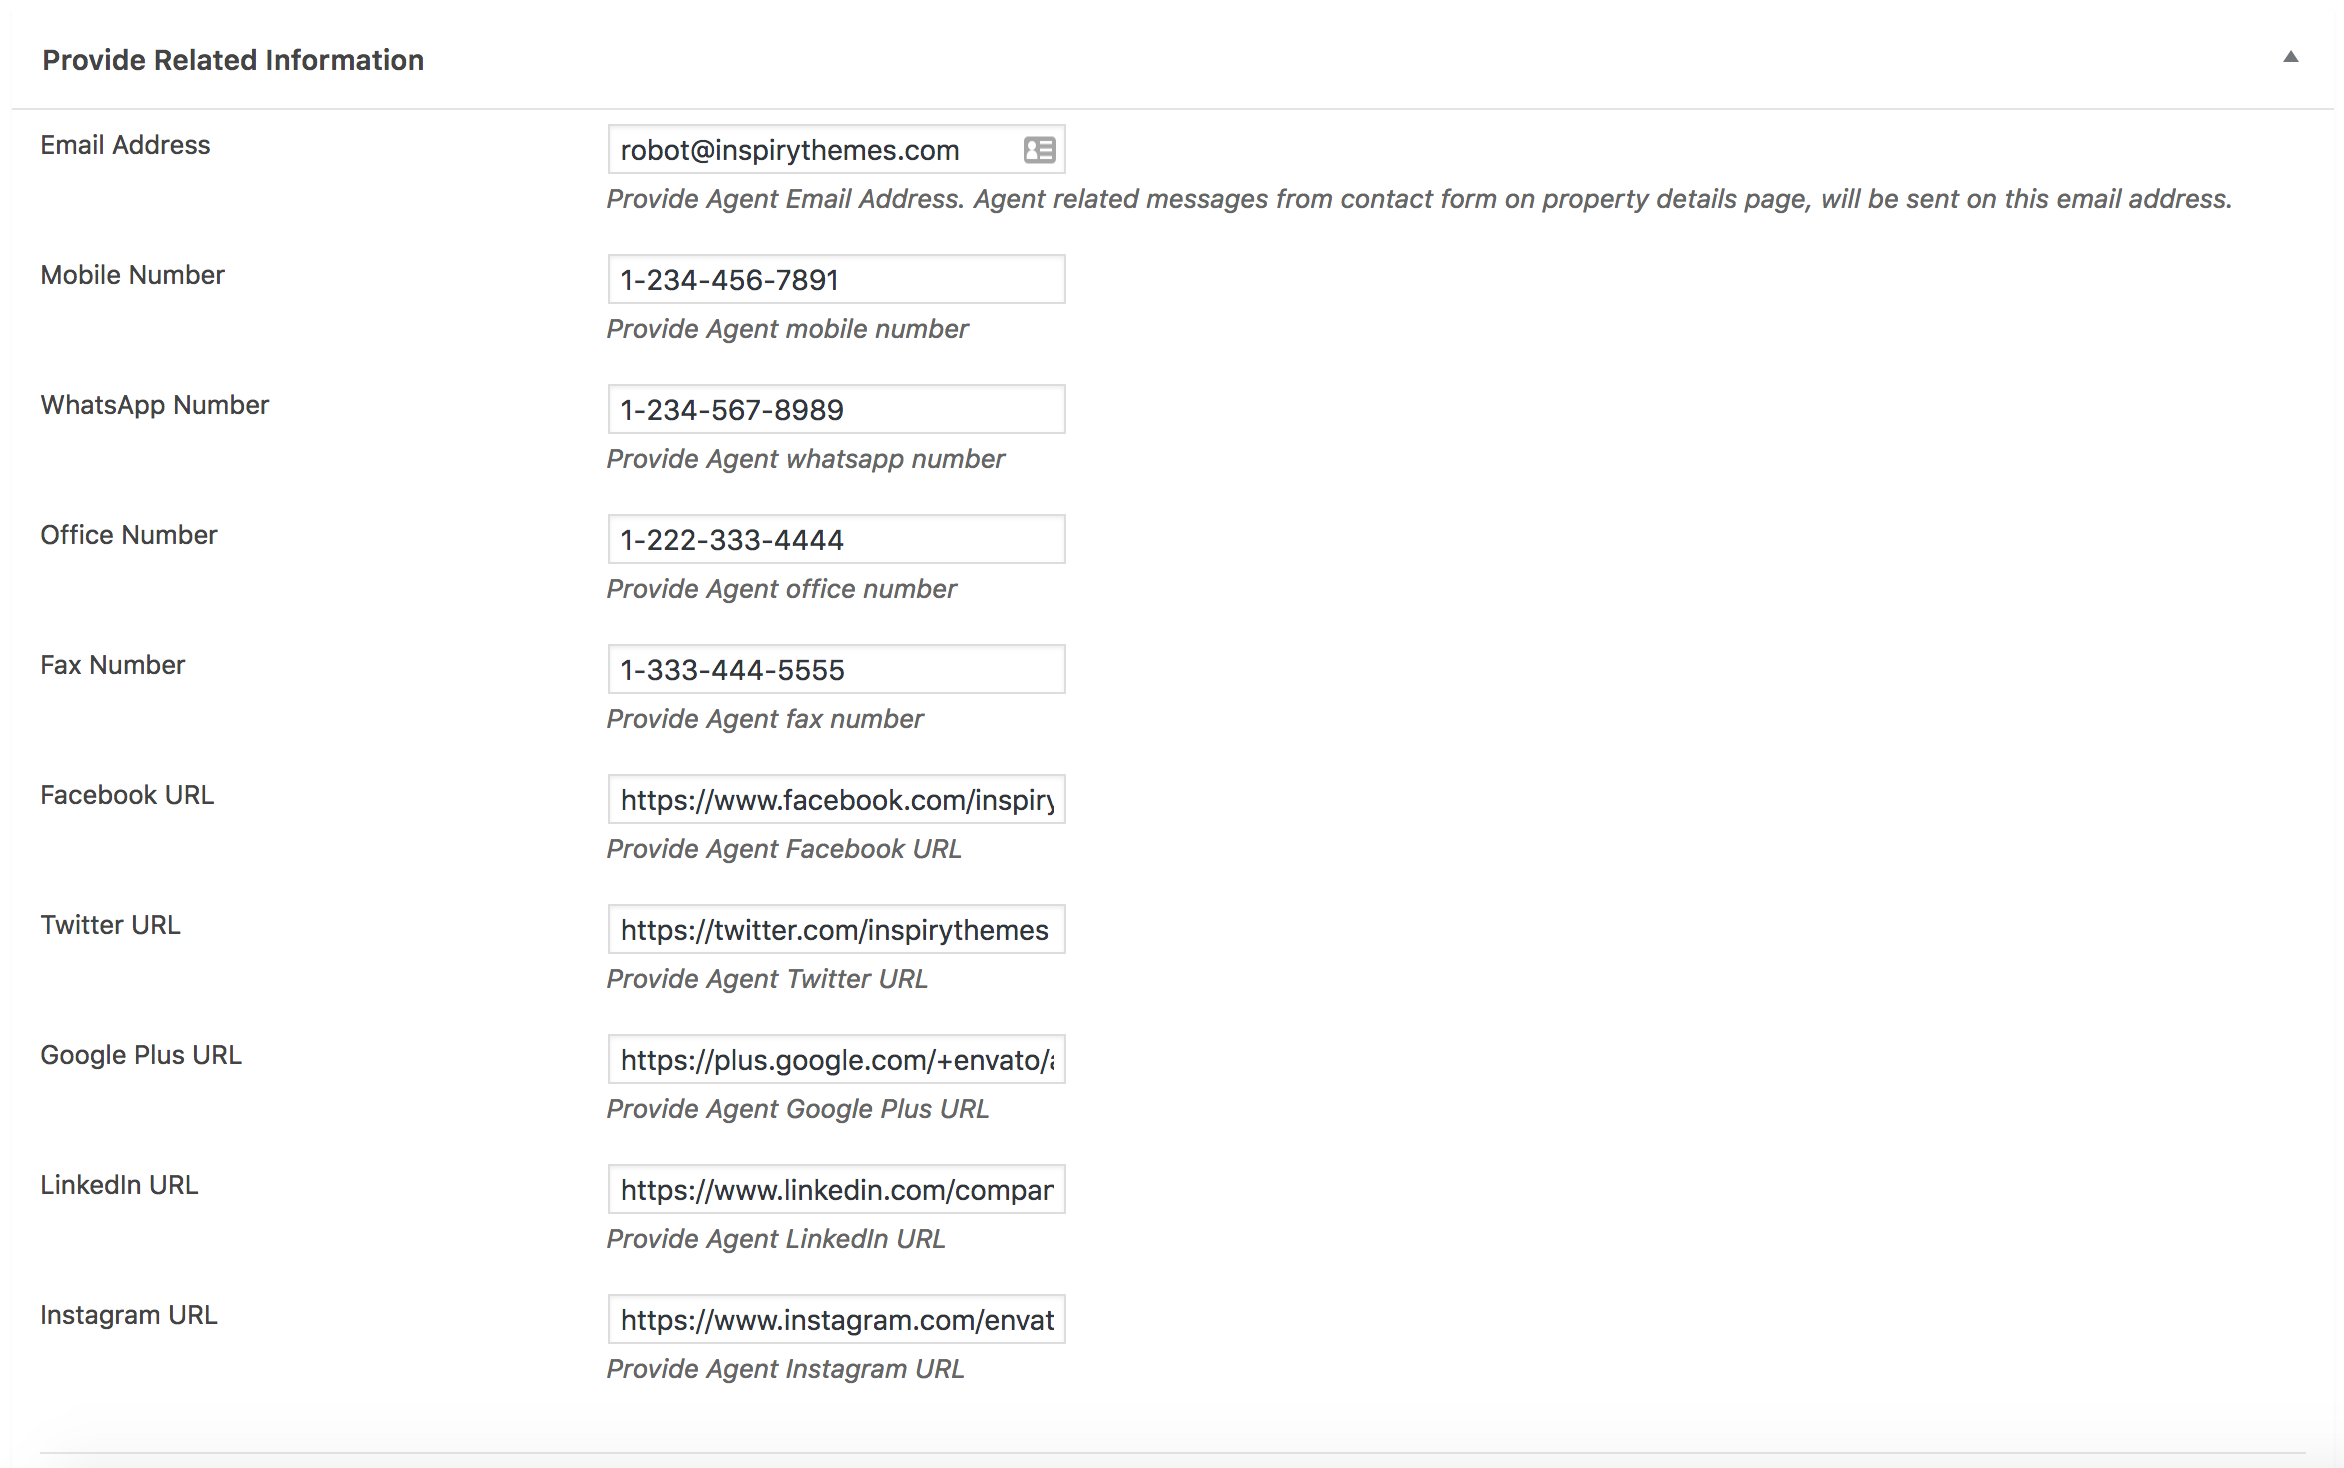 Provide Related Information
Email Address
robot@inspirythemes.com
Provide Agent Email Address. Agent related messages from contact form on property details page, will be sent on this email address.
Mobile Number
1-234-456-7891
Provide Agent mobile number
WhatsApp Number
1-234-567-8989
Provide Agent whatsapp number
Office Number
1-222-333-4444
Provide Agent office number
Fax Number
1-333-444-5555
Provide Agent fax number
Facebook URL
https://www.facebook.com/inspiry
Provide Agent Facebook URL
Twitter URL
https://twitter.com/inspirythemes
Provide Agent Twitter URL
Google Plus URL
https://plus.google.com/+envato/a
Provide Agent Google Plus URL
LinkedIn URL
https://www.linkedin.com/compan
Provide Agent LinkedIn URL
Instagram URL
https://www.instagram.com/envat
Provide Agent Instagram URL